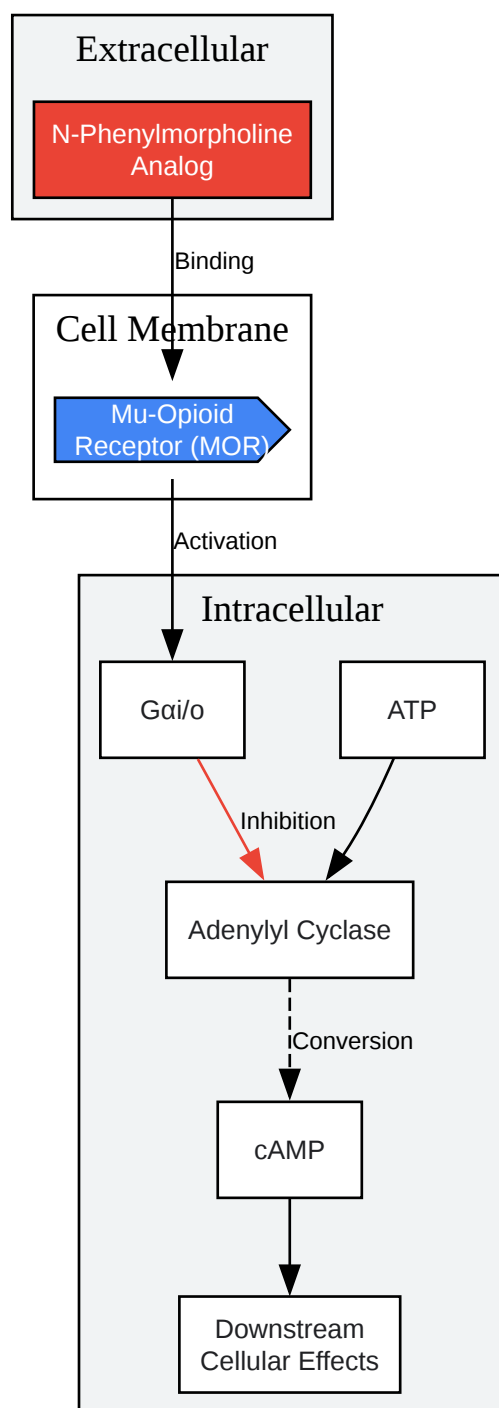 Extracellular
N-Phenylmorpholine
Analog
Binding
Cell Membrane
Mu-Opioid
Receptor (MOR)
Activation
Intracellular
Gαi/o
ATP
Inhibition
Adenylyl Cyclase
Conversion
cAMP
Downstream
Cellular Effects